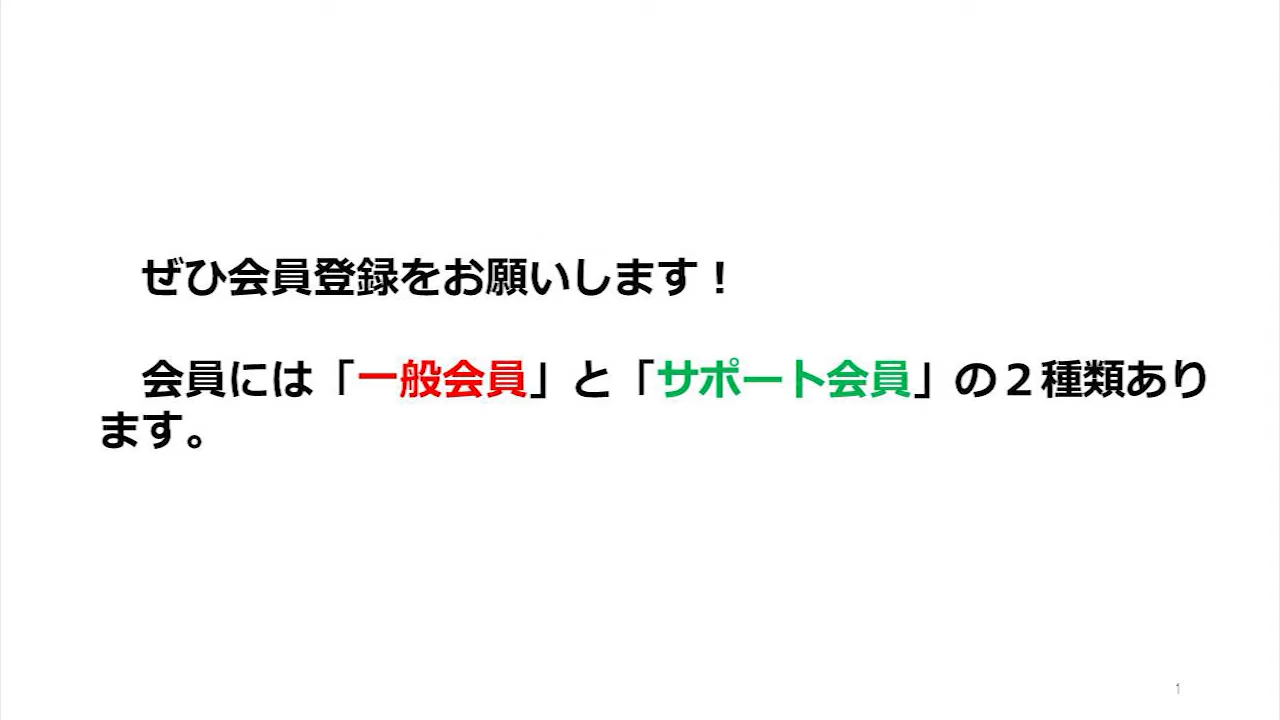 ぜひ会員登録をお願いします！
会員には「一般会員」と「サポート会員」の２種類あり
ます。
1